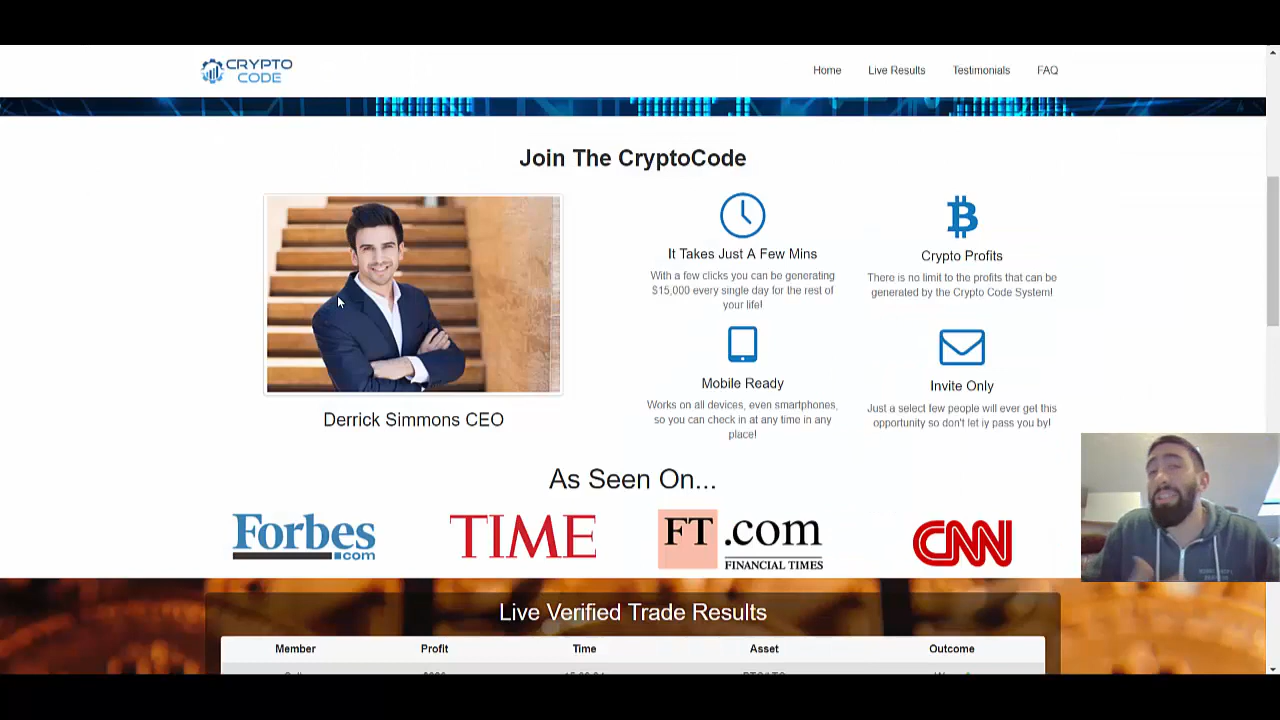 CRYPTO
CODE
Home Live Results Testimonials FAQ
Join The CryptoCode
It Takes Just A Few Mins
With a few clicks you can be generating
$15,000 every single day for the rest of
your life!
Crypto Profits
There is no limit to the profits that can be
generated by the Crypto Code System!
Mobile Ready
Works on all devices, even smartphones,
so you can check in at any time in any
place!
Invite Only
Just a select few people will ever get this
opportunity so don't let iy pass you by!
Derrick Simmons CEO
As Seen On...
Forbes
.com
TIME
FT.com
FINANCIAL TIMES
CNN
Live Verified Trade Results
Member Profit Time Asset Outcome